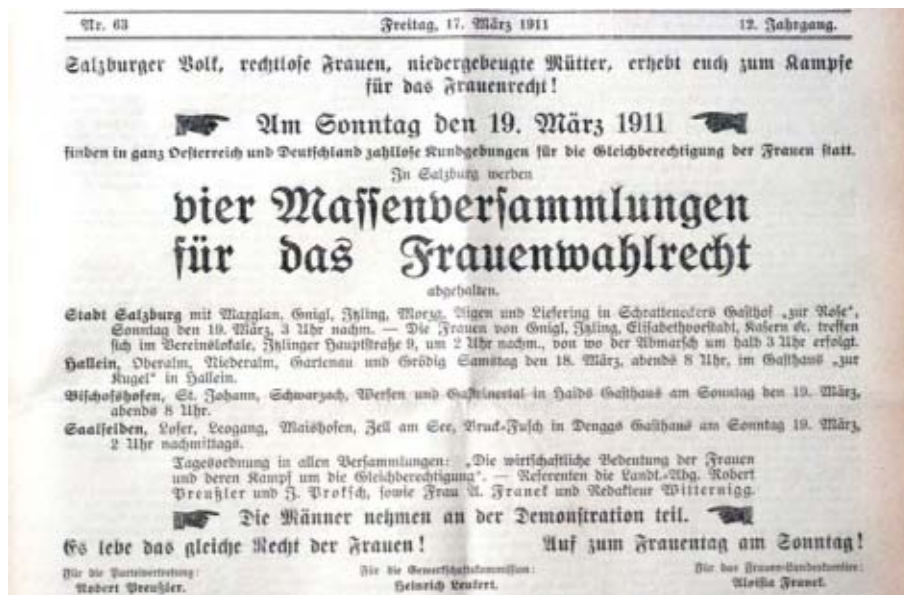 Nr. 63 Freitag, 17. März 1911 12. Jahrgang.
Salzburger Volk, rechtlose Frauen, niedergebeugte Mütter, erhebt euch zum Kampfe
für das Frauenrecht!
Am Sonntag den 19. März 1911
finden in ganz Oesterreich und Deutschland zahllose Kundgebungen für die Gleichberechtigung der Frauen statt.
In Salzburg werden
vier Massenversammlungen
für das Frauenwahlrecht
abgehalten.
Stadt Salzburg mit Maxglan, Gnigl, Itzling, Morzg, Aigen und Liefering in Schratteneders Gasthof „zur Rose“,
Sonntag den 19. März, 3 Uhr nachm. — Die Frauen von Gnigl, Itzling, Elisabethvorstadt, Kasern &c. treffen
sich im Vereinslokale, Itzlinger Hauptstraße 9, um 2 Uhr nachm., von wo der Abmarsch um halb 3 Uhr erfolgt.
Hallein, Oberalm, Niederalm, Gartenau und Grödig Samstag den 18. März, abends 8 Uhr, im Gasthaus „zur
Kugel“ in Hallein.
Bischofshofen, St. Johann, Schwarzach, Werfen und Gasteinertal in Haids Gasthaus am Sonntag den 19. März,
abends 8 Uhr.
Saalfelden, Lofer, Leogang, Maishofen, Zell am See, Bruck-Fusch in Denggs Gasthaus am Sonntag 19. März,
2 Uhr nachmittags.
Tagesordnung in allen Versammlungen: „Die wirtschaftliche Bedeutung der Frauen
und deren Kampf um die Gleichberechtigung“. — Referenten die Landt.-Abg. Robert
Preußler und J. Proksch, sowie Frau A. Franek und Redakteur Witternigg.
Die Männer nehmen an der Demonstration teil.
Es lebe das gleiche Recht der Frauen! Auf zum Frauentag am Sonntag!
Für die Parteivertretung: Für die Gewerkschaftskommission: Für das Frauen-Landeskomitee:
Robert Preußler. Heinrich Leukert. Aloisia Franek.